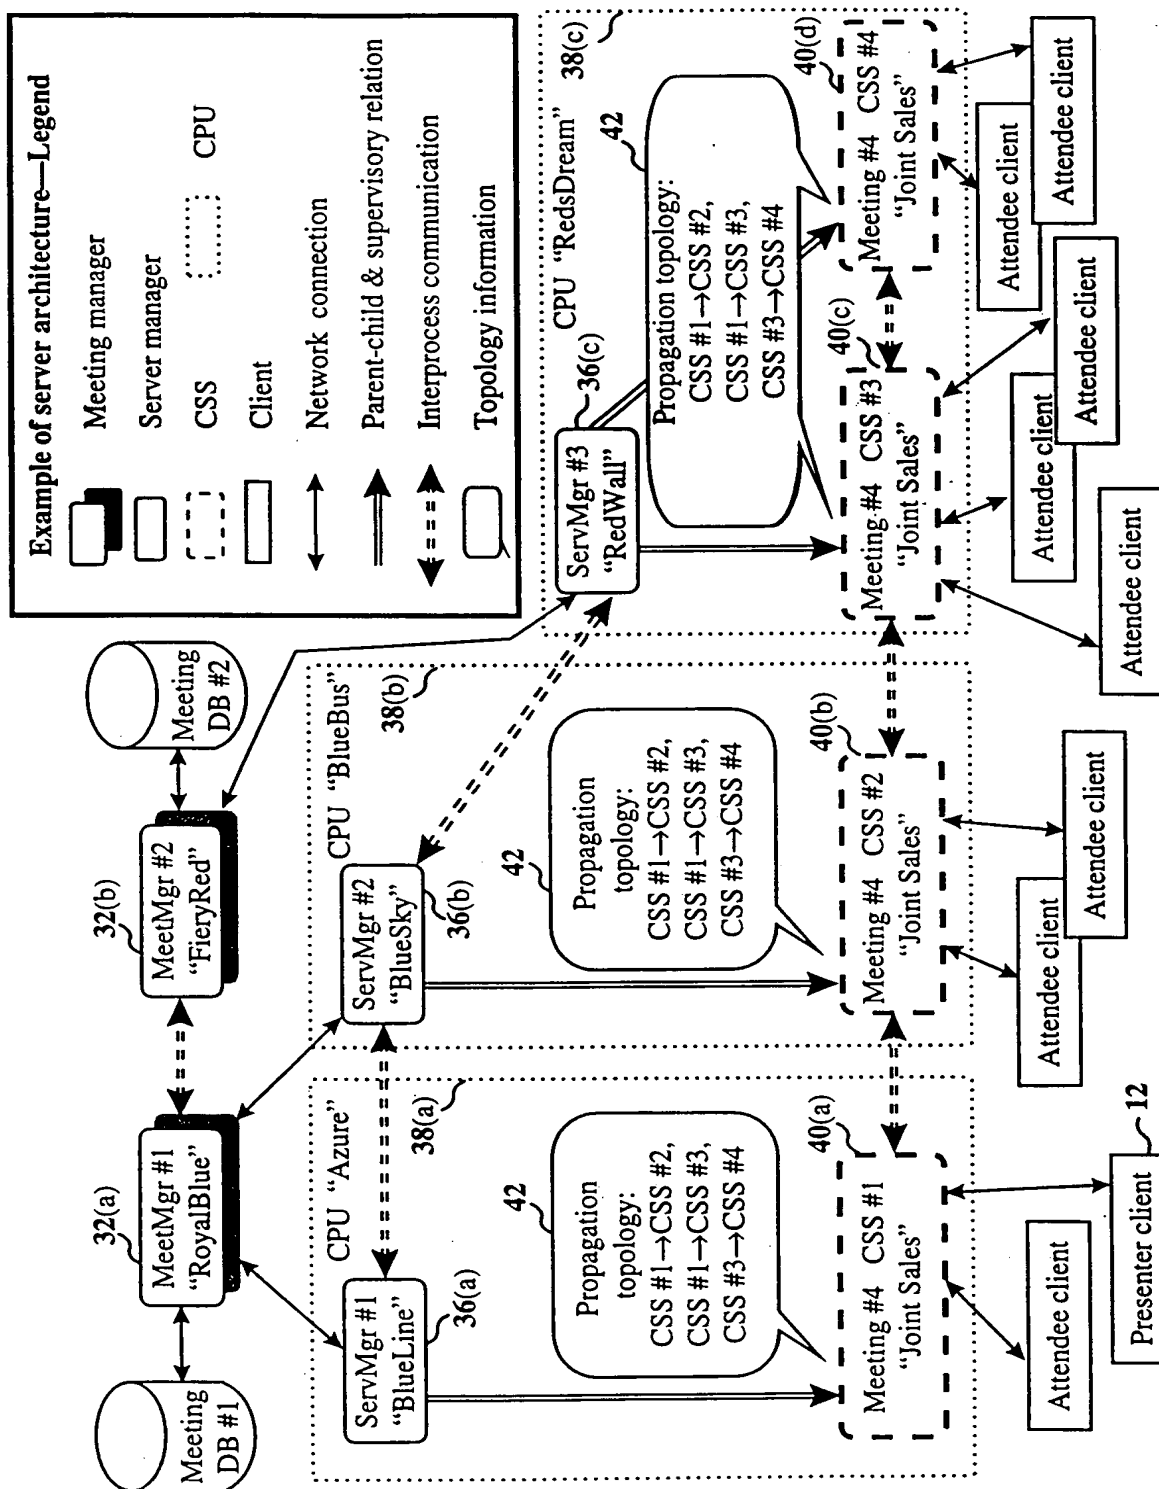 Example of server architecture—Legend
Meeting manager
Server manager
CSS
CPU
Client
Network connection
Parent-child & supervisory relation
Interprocess communication
Topology information
Meeting
DB #1
32(a)
MeetMgr #1
“RoyalBlue”
32(b)
MeetMgr #2
“FieryRed”
Meeting
DB #2
CPU “Azure”
38(a)
ServMgr #1
“BlueLine”
36(a)
42
Propagation
topology:
CSS #1→CSS #2,
CSS #1→CSS #3,
CSS #3→CSS #4
40(a)
Meeting #4 CSS #1
“Joint Sales”
Attendee client
Presenter client
12
CPU “BlueBus”
38(b)
ServMgr #2
“BlueSky”
36(b)
42
Propagation
topology:
CSS #1→CSS #2,
CSS #1→CSS #3,
CSS #3→CSS #4
40(b)
Meeting #4 CSS #2
“Joint Sales”
Attendee client
Attendee client
38(c)
CPU “RedsDream”
36(c)
ServMgr #3
“RedWall”
42
Propagation topology:
CSS #1→CSS #2,
CSS #1→CSS #3,
CSS #3→CSS #4
40(c)
Meeting #4 CSS #3
“Joint Sales”
40(d)
Meeting #4 CSS #4
“Joint Sales”
Attendee client
Attendee client
Attendee client
Attendee client
Attendee client